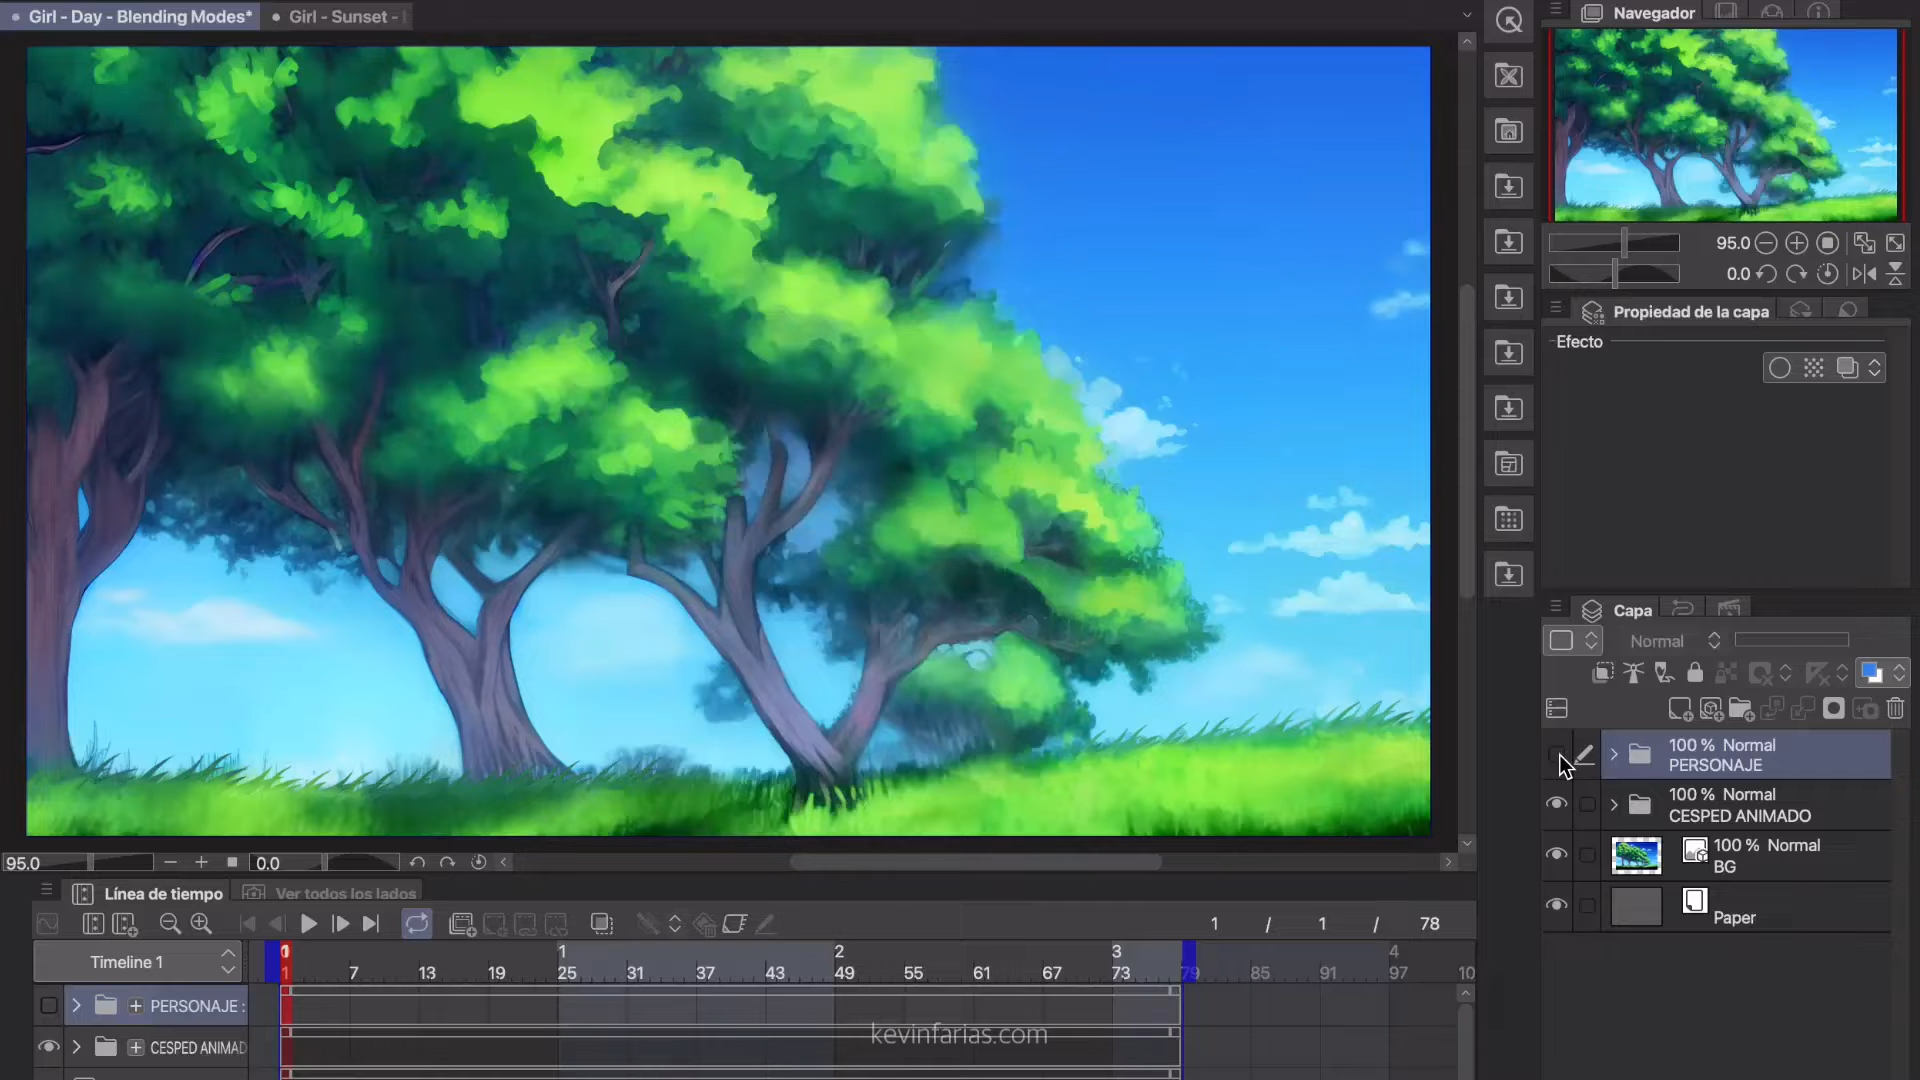 Girl - Day - Blending Modes*
Girl - Sunset -
Navegador
95.0
0.0
Propiedad de la capa
Efecto
Capa
Normal
100 % Normal
PERSONAJE
100 % Normal
CESPED ANIMADO
100 % Normal
BG
Paper
95.0
0.0
Línea de tiempo
Ver todos los lados
1 / 1 / 78
Timeline 1
0 1 2 3 4
1 7 13 19 25 31 37 43 49 55 61 67 73 79 85 91 97 10
PERSONAJE :
CESPED ANIMAD
kevinfarias.com